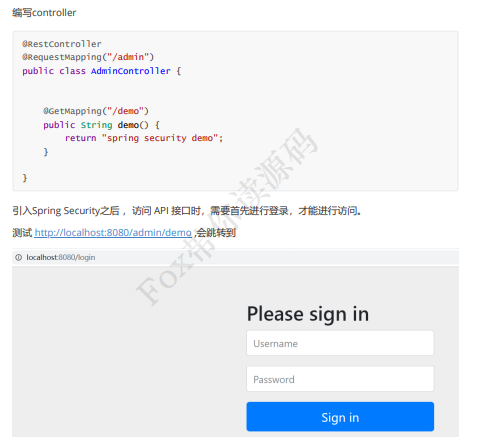 编写controller
@RestController
@RequestMapping("/admin")
public class AdminController {
@GetMapping("/demo")
public String demo() {
return "spring security demo";
}
}
引入Spring Security之后 ，访问 API 接口时，需要首先进行登录，才能进行访问。
测试 http://localhost:8080/admin/demo ,会跳转到
localhost:8080/login
Please sign in
Username
Password
Sign in
Fox带你读源码